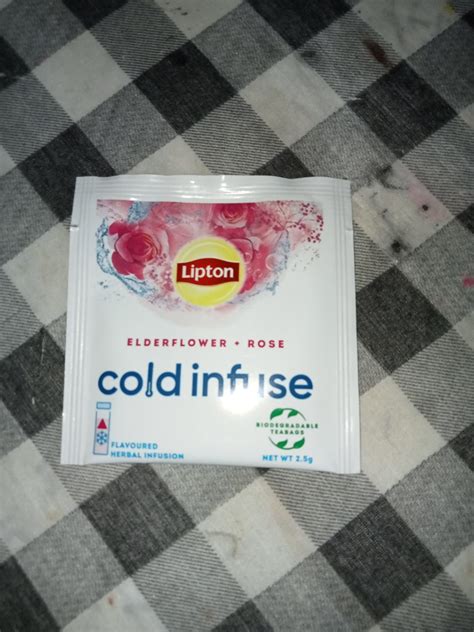 Lipton
ELDERFLOWER + ROSE
cold infuse
BIODEGRADABLE
TEABAGS
FLAVOURED
HERBAL INFUSION
NET WT 2.5g